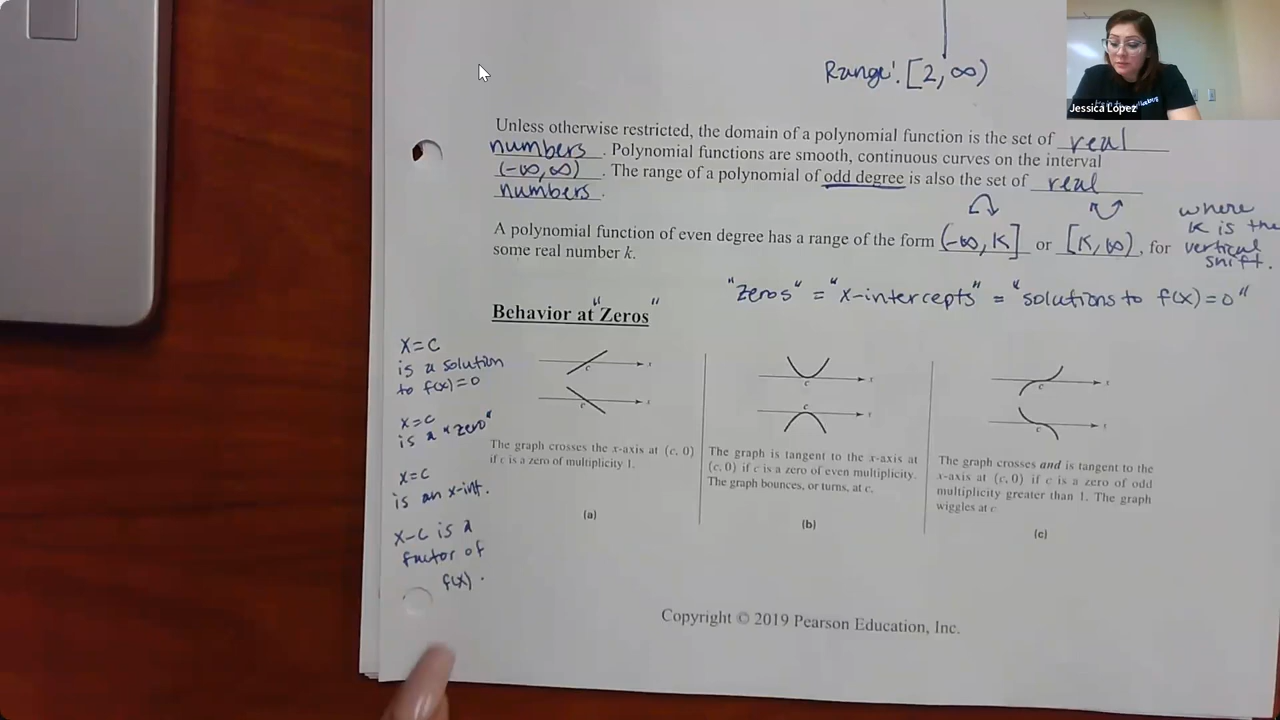 Range: [2, ∞)
Jessica Lopez
Unless otherwise restricted, the domain of a polynomial function is the set of real
numbers. Polynomial functions are smooth, continuous curves on the interval
(-∞,∞). The range of a polynomial of odd degree is also the set of real
numbers.
A polynomial function of even degree has a range of the form (-∞, K] or [K, ∞), for
some real number k.
where
K is the
vertical
shift.
"Zeros" = "X-intercepts" = "solutions to f(x)=0"
Behavior at "Zeros"
X=C
is a solution
to f(x)=0
X=C
is a "zero"
X=C
is an x-int.
X-C is a
factor of
f(x).
c x
c x
The graph crosses the x-axis at (c, 0)
if c is a zero of multiplicity 1.
(a)
c x
c x
The graph is tangent to the x-axis at
(c, 0) if c is a zero of even multiplicity.
The graph bounces, or turns, at c.
(b)
c x
c x
The graph crosses and is tangent to the
x-axis at (c, 0) if c is a zero of odd
multiplicity greater than 1. The graph
wiggles at c
(c)
Copyright © 2019 Pearson Education, Inc.